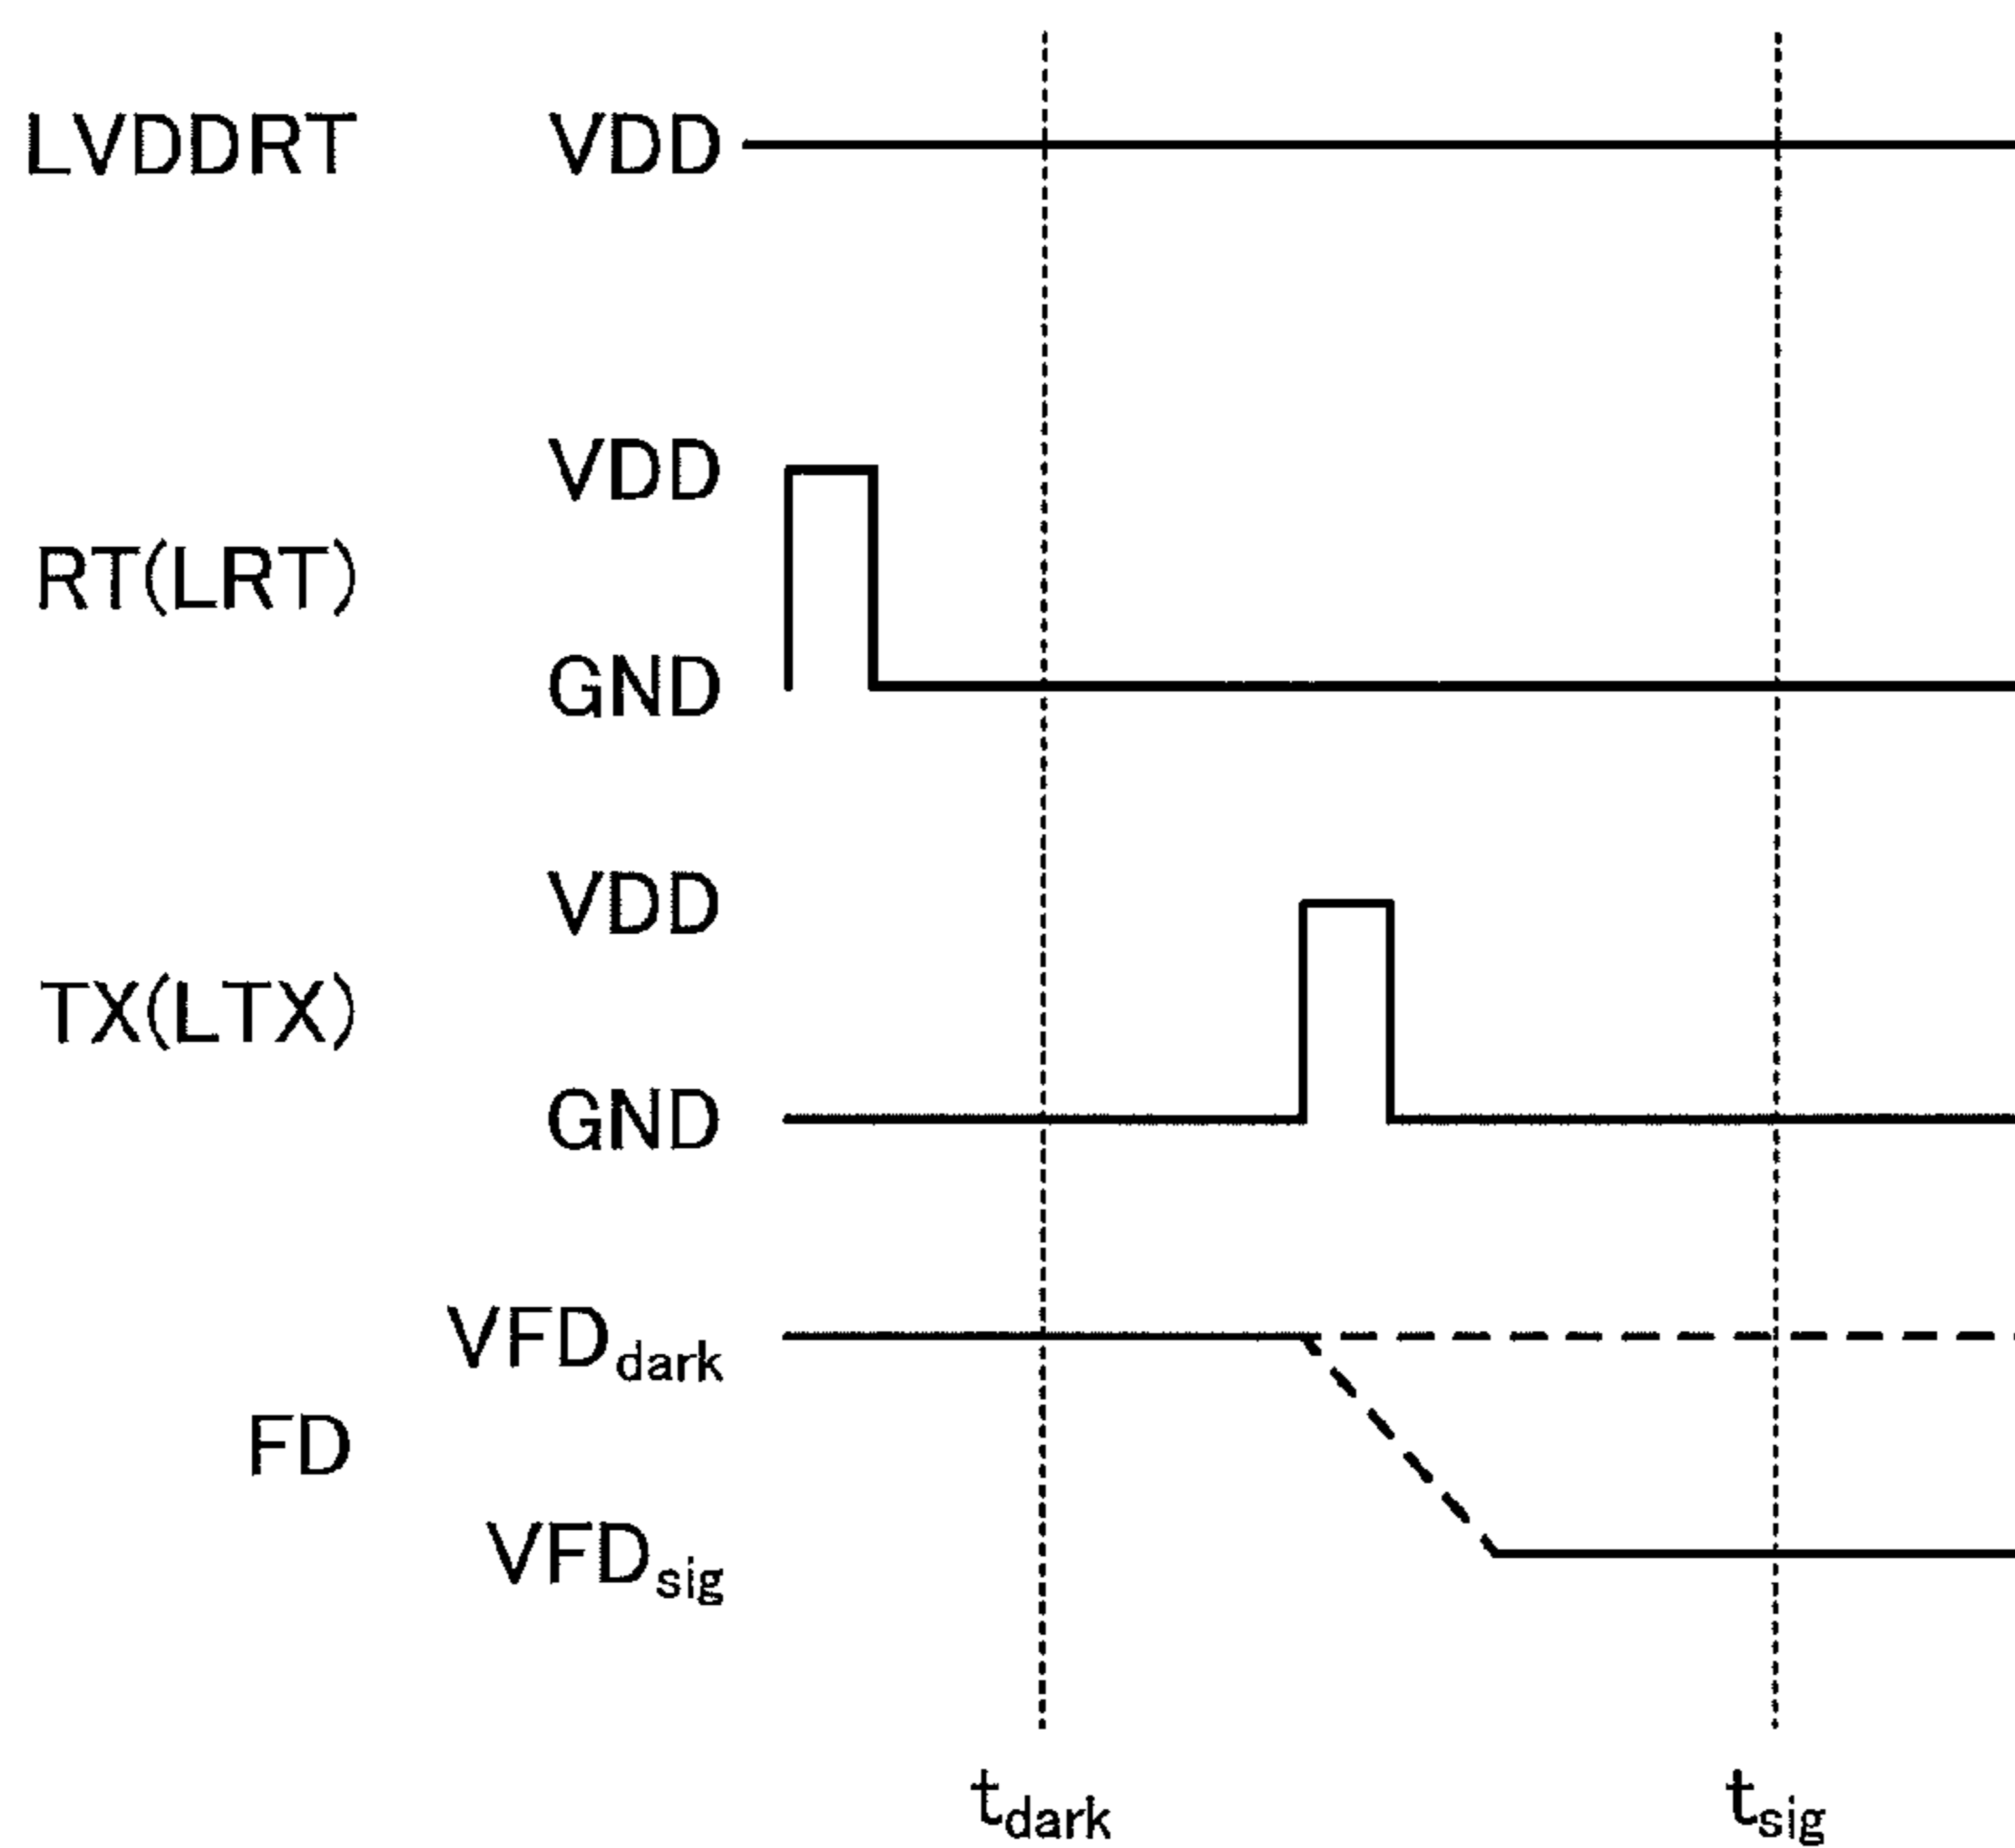 LVDDRT VDD
VDD
RT(LRT)
GND
VDD
TX(LTX)
GND
VFDdark
FD
VFDsig
tdark tsig